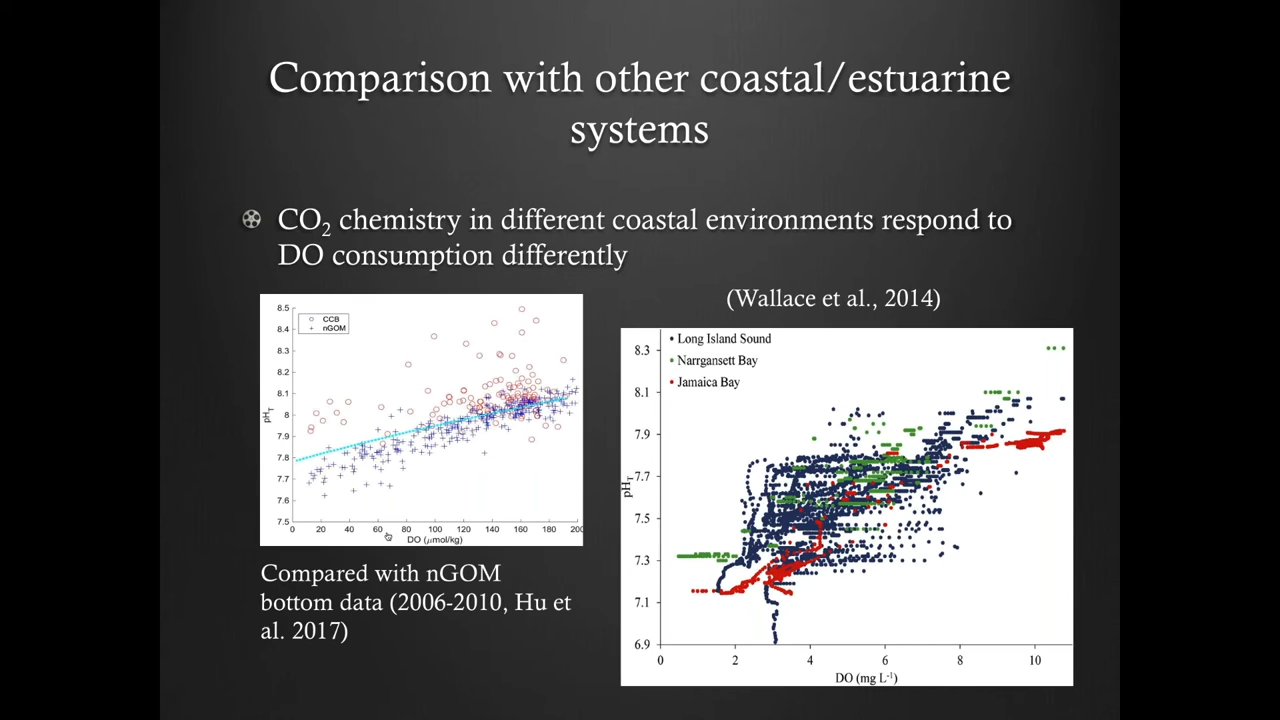 Comparison with other coastal/estuarine
systems
CO₂ chemistry in different coastal environments respond to
DO consumption differently
(Wallace et al., 2014)
8.5
8.4
8.3
8.2
8.1
8
7.9
7.8
7.7
7.6
7.5
pH_T
CCB
nGOM
0 20 40 60 80 100 120 140 160 180 200
DO (μmol/kg)
Compared with nGOM
bottom data (2006-2010, Hu et
al. 2017)
Long Island Sound
Narrgansett Bay
Jamaica Bay
8.3
8.1
7.9
7.7
7.5
7.3
7.1
6.9
pH_T
0 2 4 6 8 10
DO (mg L⁻¹)